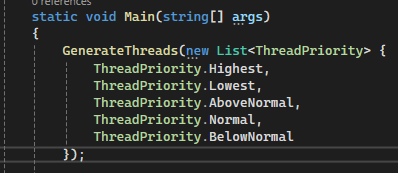 0 references
static void Main(string[] args)
{
GenerateThreads(new List<ThreadPriority> {
ThreadPriority.Highest,
ThreadPriority.Lowest,
ThreadPriority.AboveNormal,
ThreadPriority.Normal,
ThreadPriority.BelowNormal
});